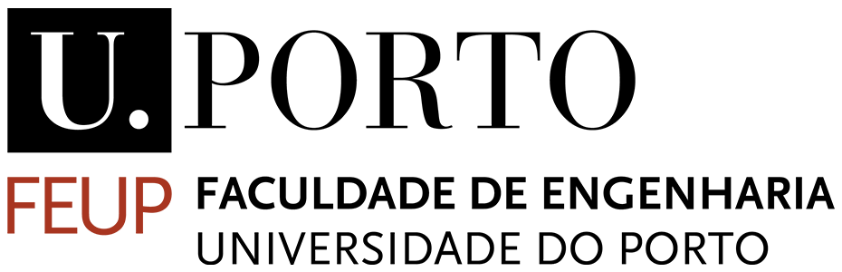 U. PORTO
FEUP FACULDADE DE ENGENHARIA
UNIVERSIDADE DO PORTO